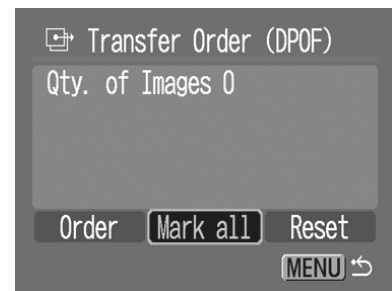 Transfer Order (DPOF)
Qty. of Images 0
Order Mark all Reset
MENU